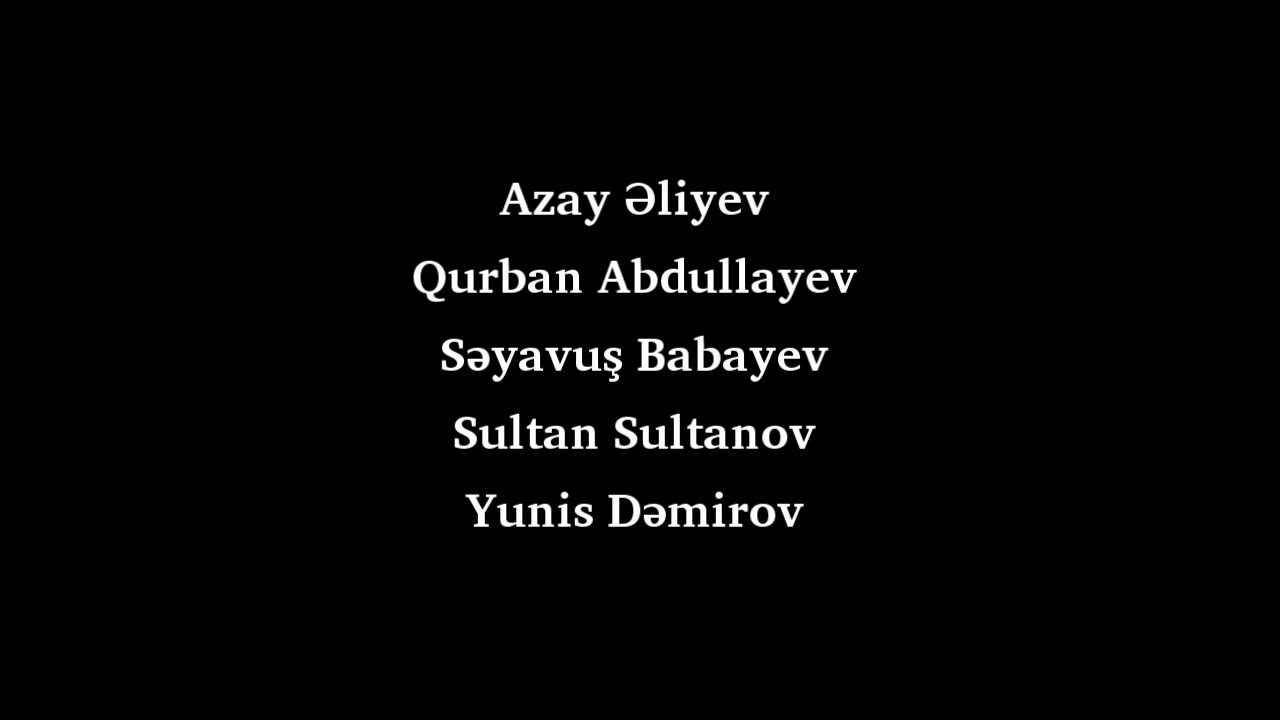 Azay Əliyev
Qurban Abdullayev
Səyavuş Babayev
Sultan Sultanov
Yunis Dəmirov